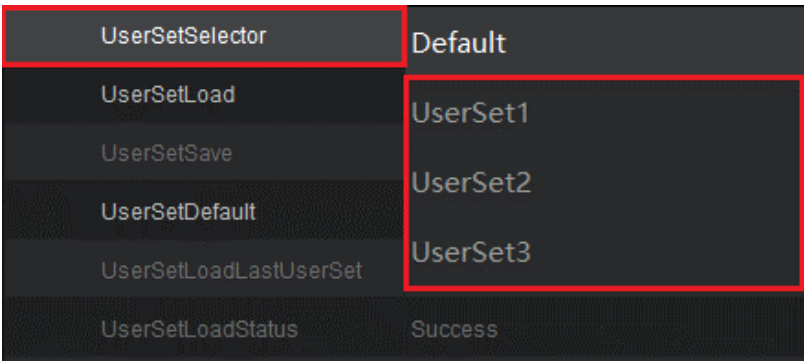 UserSetSelector Default
UserSetLoad UserSet1
UserSetSave
UserSetDefault UserSet2
UserSetLoadLastUserSet UserSet3
UserSetLoadStatus Success